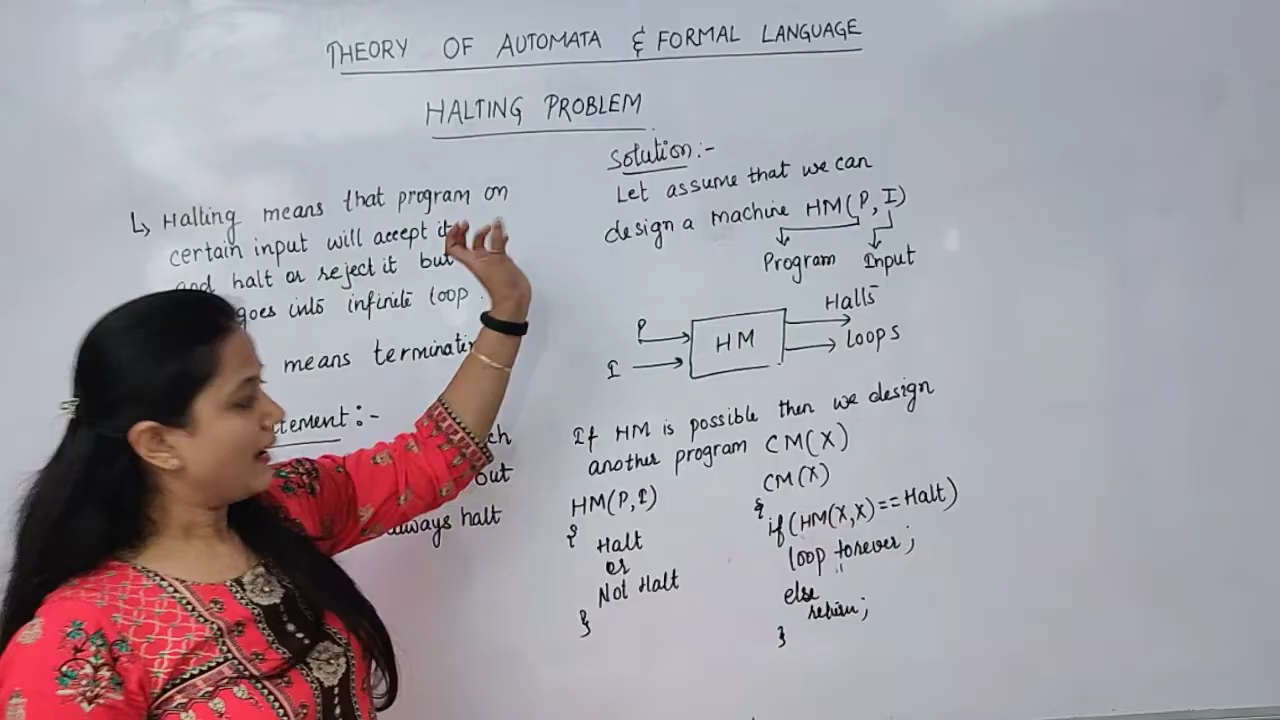 THEORY OF AUTOMATA & FORMAL LANGUAGE
HALTING PROBLEM
↳ Halting means that program on
certain input will accept it
and halt or reject it but
goes into infinite loop.
means
:-
always halt
Solution:-
Let assume that we can
design a machine HM(P, I)
Program Input
P
I
HM
Halts
Loops
If HM is possible then we design
another program CM(X)
HM(P, I)
{
Halt
or
Not Halt
}
CM(X)
{
if(HM(X,X)==Halt)
loop forever;
else
return;
}